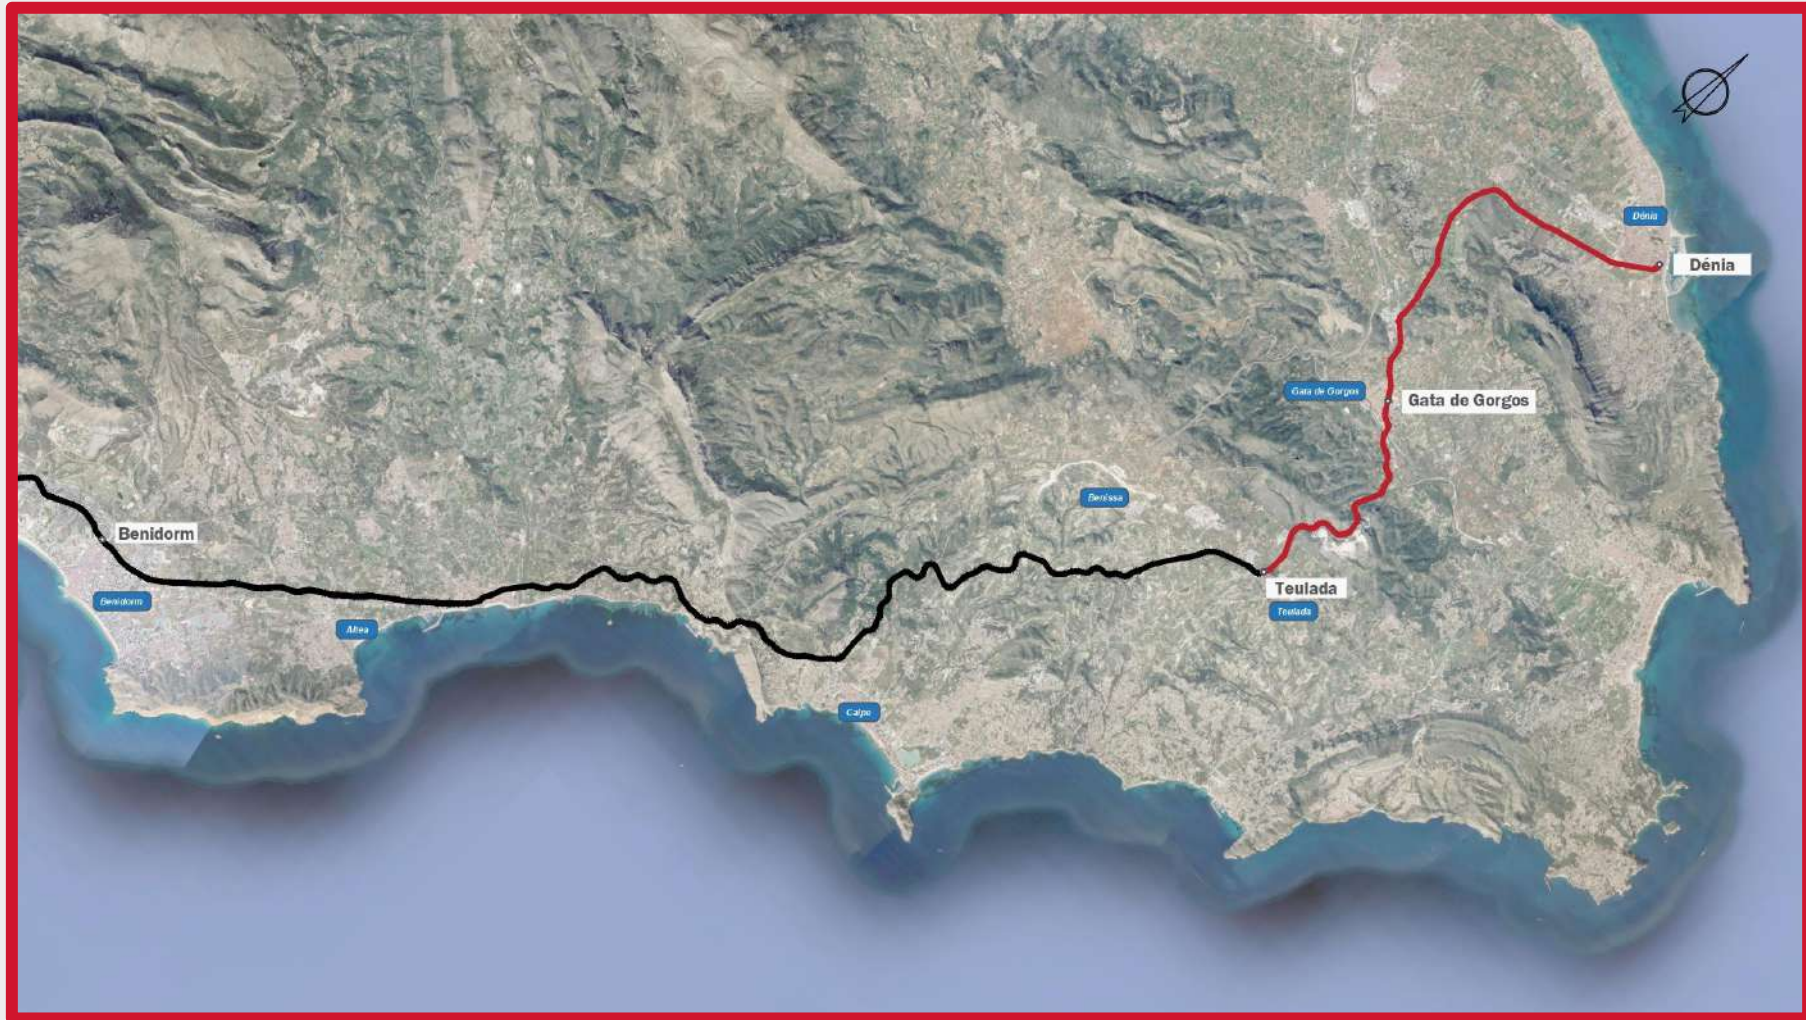 Dénia
Dénia
Gata de Gorgos
Gata de Gorgos
Benissa
Benidorm
Teulada
Teulada
Benidorm
Altea
Calpe